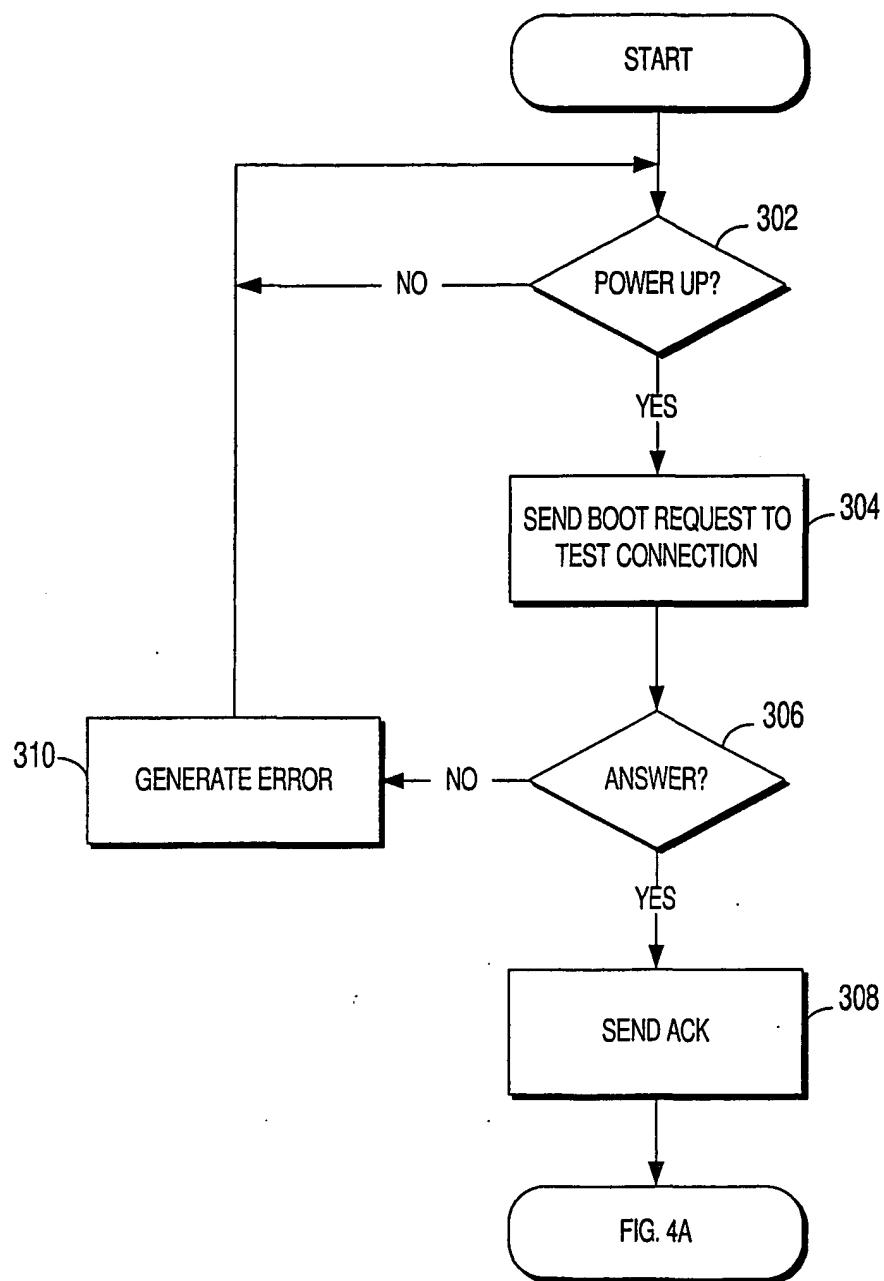 START
302
POWER UP?
NO
YES
304
SEND BOOT REQUEST TO
TEST CONNECTION
306
ANSWER?
NO
310
GENERATE ERROR
YES
308
SEND ACK
FIG. 4A